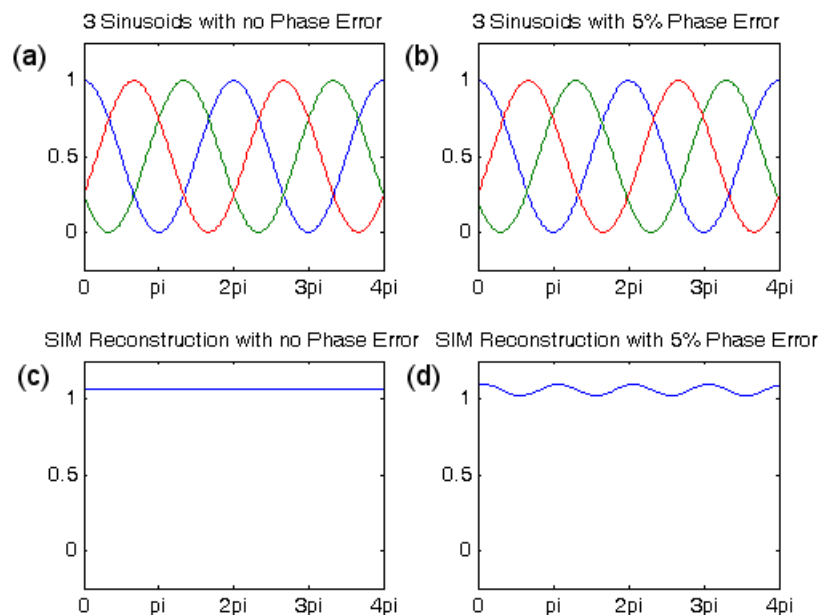 3 Sinusoids with no Phase Error
3 Sinusoids with 5% Phase Error
(a)
(b)
1
0.5
0
0 pi 2pi 3pi 4pi
1
0.5
0
0 pi 2pi 3pi 4pi
SIM Reconstruction with no Phase Error
SIM Reconstruction with 5% Phase Error
(c)
(d)
1
0.5
0
0 pi 2pi 3pi 4pi
1
0.5
0
0 pi 2pi 3pi 4pi